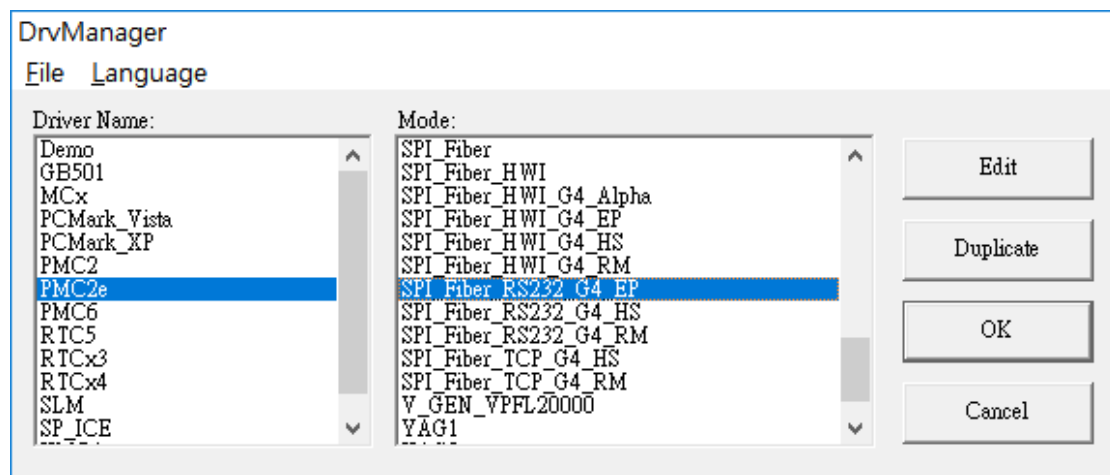 DrvManager
File Language
Driver Name:
Demo
GB501
MCx
PCMark_Vista
PCMark_XP
PMC2
PMC2e
PMC6
RTC5
RTCx3
RTCx4
SLM
SP_ICE
Mode:
SPI_Fiber
SPI_Fiber_HWI
SPI_Fiber_HWI_G4_Alpha
SPI_Fiber_HWI_G4_EP
SPI_Fiber_HWI_G4_HS
SPI_Fiber_HWI_G4_RM
SPI_Fiber_RS232_G4_EP
SPI_Fiber_RS232_G4_HS
SPI_Fiber_RS232_G4_RM
SPI_Fiber_TCP_G4_HS
SPI_Fiber_TCP_G4_RM
V_GEN_VPFL20000
YAG1
Edit
Duplicate
OK
Cancel